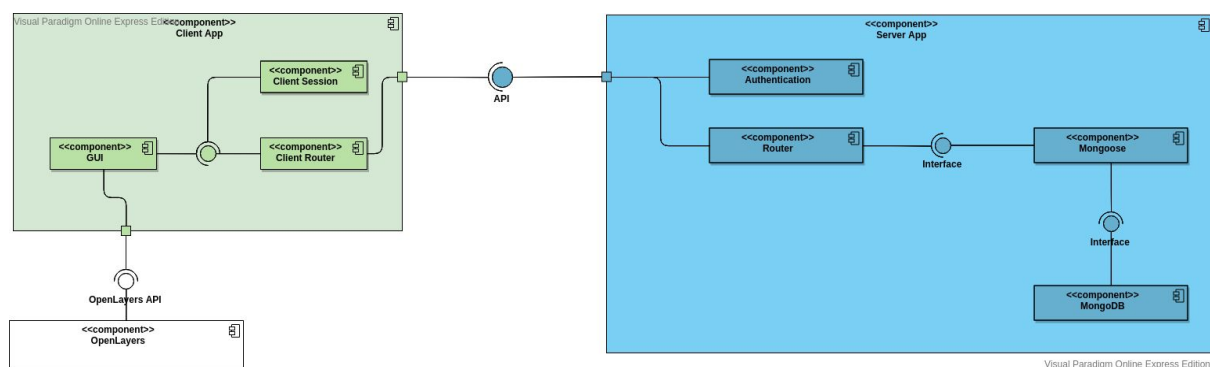 Visual Paradigm Online Express Edition
<<component>>
Client App
<<component>>
Client Session
<<component>>
GUI
<<component>>
Client Router
OpenLayers API
<<component>>
OpenLayers
API
<<component>>
Server App
<<component>>
Authentication
<<component>>
Router
Interface
<<component>>
Mongoose
Interface
<<component>>
MongoDB
Visual Paradigm Online Express Edition